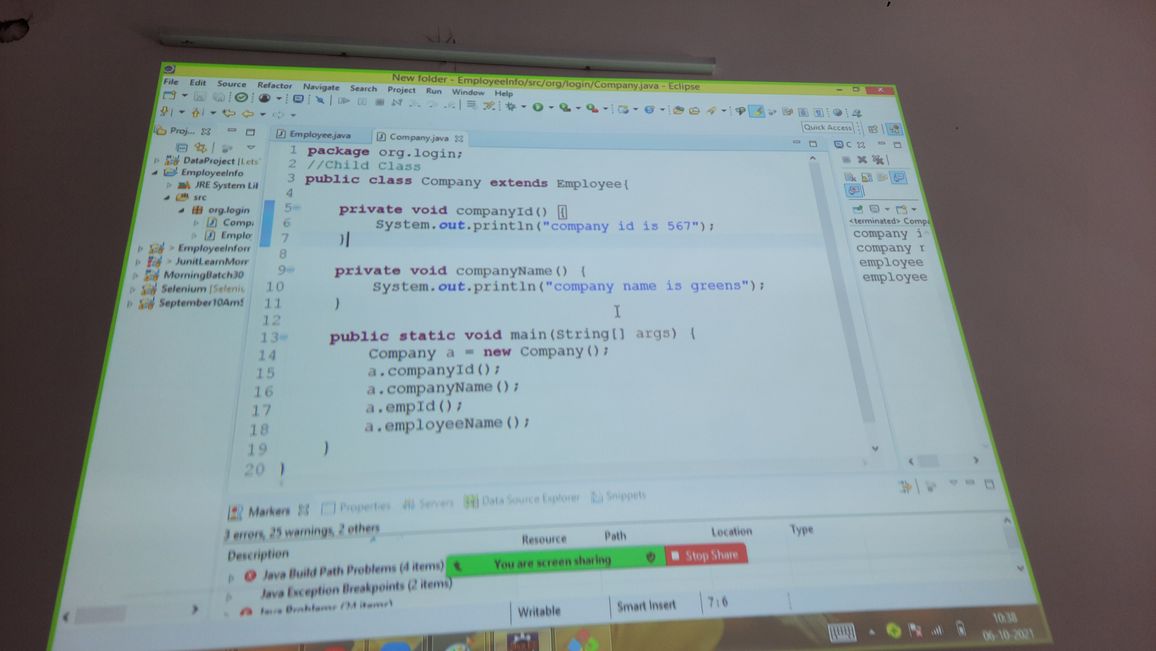 New folder - EmployeeInfo/src/org/login/Company.java - Eclipse
File Edit Source Refactor Navigate Search Project Run Window Help
Quick Access
Proj...
DataProject [Lets'
EmployeeInfo
JRE System Lil
src
org.login
Comp
Emplo
> EmployeeInforr
> JunitLearnMorr
MorningBatch30
Selenium [Seleni
September10AmS
Employee.java
Company.java
1 package org.login;
2 //Child Class
3 public class Company extends Employee{
4
5 private void companyId() {
6 System.out.println("company id is 567");
7 }
8
9 private void companyName() {
10 System.out.println("company name is greens");
11 }
12
13 public static void main(String[] args) {
14 Company a = new Company();
15 a.companyId();
16 a.companyName();
17 a.empId();
18 a.employeeName();
19 }
20 }
C
<terminated> Comp
company i
company r
employee
employee
Markers Properties Servers Data Source Explorer Snippets
3 errors, 25 warnings, 2 others
Description Resource Path Location Type
Java Build Path Problems (4 items)
Java Exception Breakpoints (2 items)
You are screen sharing
Stop Share
Writable Smart Insert 7:6
10:38
06-10-2021